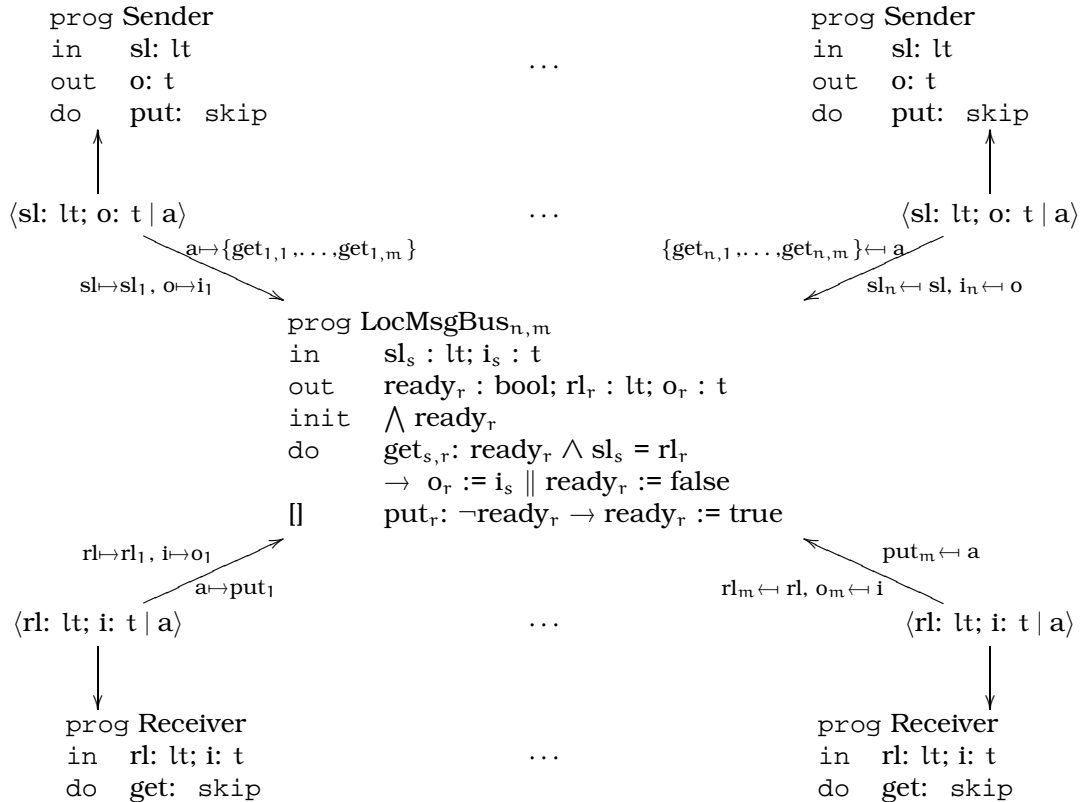 prog Sender prog Sender
in sl: lt … in sl: lt
out o: t out o: t
do put: skip do put: skip
⟨sl: lt; o: t | a⟩ … ⟨sl: lt; o: t | a⟩
a↦{get₁,₁,…,get₁,ₘ} {getₙ,₁,…,getₙ,ₘ}↤a
sl↦sl₁, o↦i₁ slₙ↤sl, iₙ↤o
prog LocMsgBusₙ,ₘ
in slₛ : lt; iₛ : t
out readyᵣ : bool; rlᵣ : lt; oᵣ : t
init ⋀ readyᵣ
do getₛ,ᵣ: readyᵣ ∧ slₛ = rlᵣ
→ oᵣ := iₛ ∥ readyᵣ := false
[] putᵣ: ¬readyᵣ → readyᵣ := true
rl↦rl₁, i↦o₁ putₘ↤a
a↦put₁ rlₘ↤rl, oₘ↤i
⟨rl: lt; i: t | a⟩ … ⟨rl: lt; i: t | a⟩
prog Receiver prog Receiver
in rl: lt; i: t … in rl: lt; i: t
do get: skip do get: skip